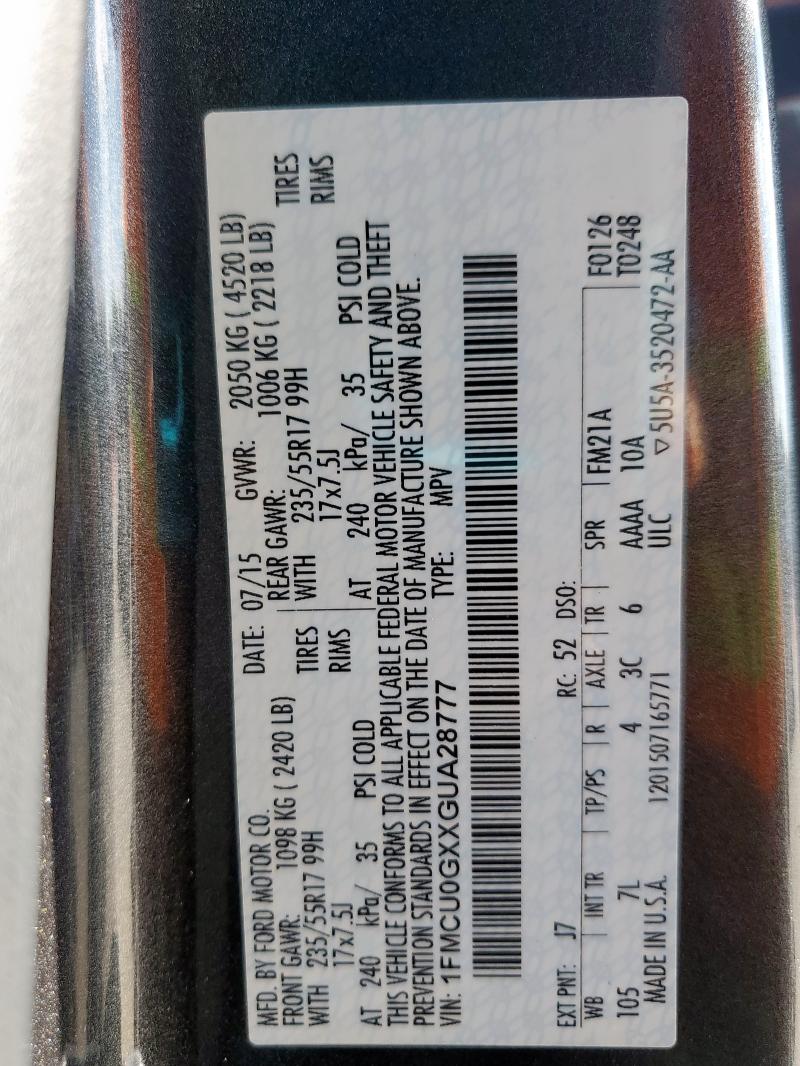 MFD. BY FORD MOTOR CO. DATE: 07/15 GVWR: 2050 KG ( 4520 LB)
FRONT GAWR: 1098 KG ( 2420 LB) REAR GAWR: 1006 KG ( 2218 LB)
WITH 235/55R17 99H TIRES WITH 235/55R17 99H TIRES
17x7.5J RIMS 17x7.5J RIMS
AT 240 kPa/ 35 PSI COLD AT 240 kPa/ 35 PSI COLD
THIS VEHICLE CONFORMS TO ALL APPLICABLE FEDERAL MOTOR VEHICLE SAFETY AND THEFT
PREVENTION STANDARDS IN EFFECT ON THE DATE OF MANUFACTURE SHOWN ABOVE.
VIN: 1FMCU0GXXGUA28777 TYPE: MPV
EXT PNT: J7 RC: 52 DSO:
WB INT TR TP/PS R AXLE TR SPR FM21A F0126
105 7L 4 3C 6 AAAA 10A T0248
MADE IN U.S.A. 1201507165771 ULC ▽5U5A-3520472-AA